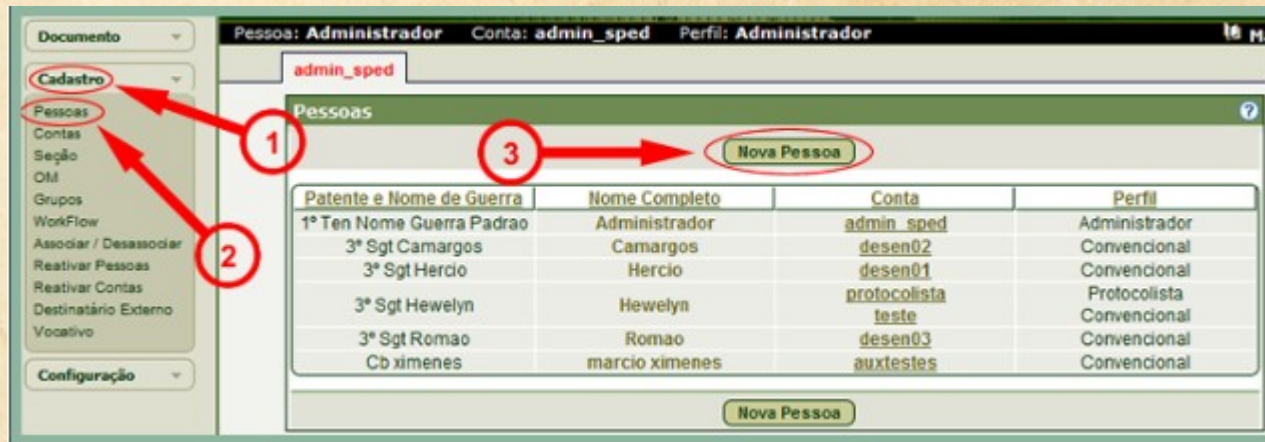 Documento
Pessoa: Administrador Conta: admin_sped Perfil: Administrador
Cadastro
admin_sped
Pessoas
Contas
Seção
OM
Grupos
WorkFlow
Associar / Desassociar
Reativar Pessoas
Reativar Contas
Destinatário Externo
Vocativo
Configuração
1
2
Pessoas ?
3 Nova Pessoa
Patente e Nome de Guerra Nome Completo Conta Perfil
1º Ten Nome Guerra Padrao Administrador admin_sped Administrador
3º Sgt Camargos Camargos desen02 Convencional
3º Sgt Hercio Hercio desen01 Convencional
3º Sgt Hewelyn Hewelyn protocolista Protocolista
teste Convencional
3º Sgt Romao Romao desen03 Convencional
Cb ximenes marcio ximenes auxtestes Convencional
Nova Pessoa